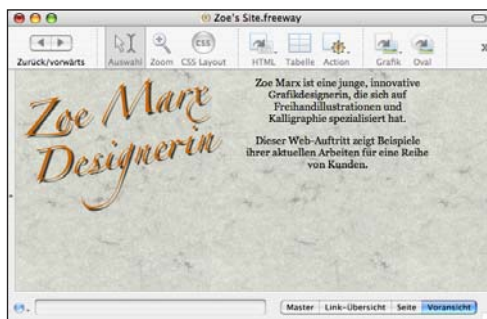 Zoe's Site.freeway
Zurück/vorwärts
Auswahl
Zoom
CSS
CSS Layout
HTML
Tabelle
Action
Grafik
Oval
Zoe Marx
Designerin
Zoe Marx ist eine junge, innovative
Grafikdesignerin, die sich auf
Freihandillustrationen und
Kalligraphie spezialisiert hat.
Dieser Web-Auftritt zeigt Beispiele
ihrer aktuellen Arbeiten für eine Reihe
von Kunden.
Master
Link-Übersicht
Seite
Voransicht